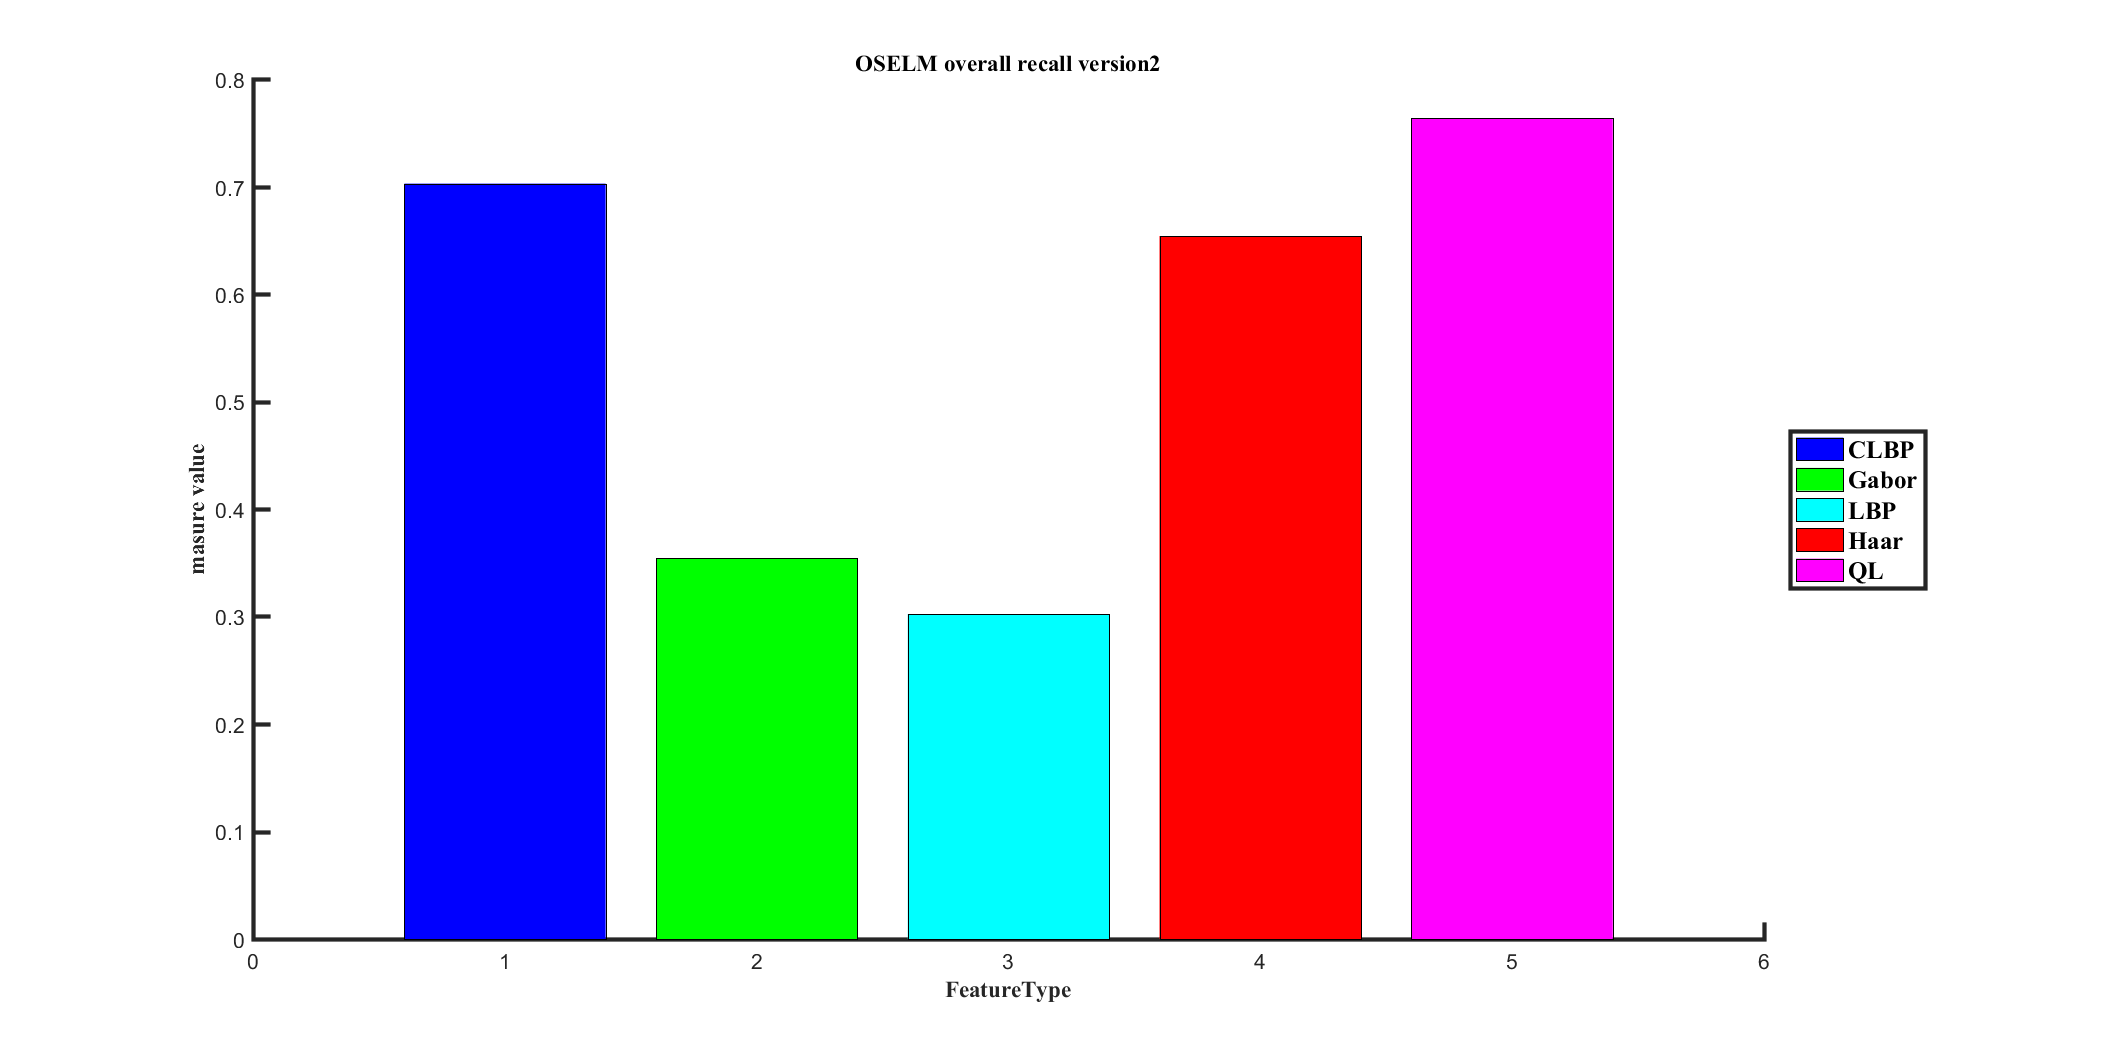 OSELM overall recall version2
0.8
0.7
0.6
0.5
0.4
0.3
0.2
0.1
0
masure value
0 1 2 3 4 5 6
FeatureType
CLBP
Gabor
LBP
Haar
QL